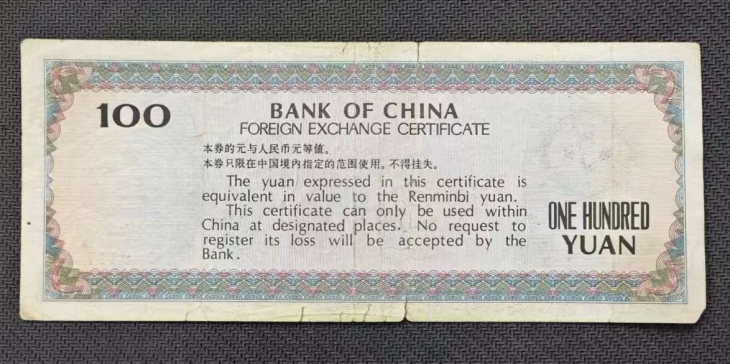 100
BANK OF CHINA
FOREIGN EXCHANGE CERTIFICATE
本券的元与人民币元等值。
本券只限在中国境内指定的范围使用。不得挂失。
The yuan expressed in this certificate is
equivalent in value to the Renminbi yuan.
This certificate can only be used within
China at designated places. No request to
register its loss will be accepted by the
Bank.
ONE HUNDRED
YUAN